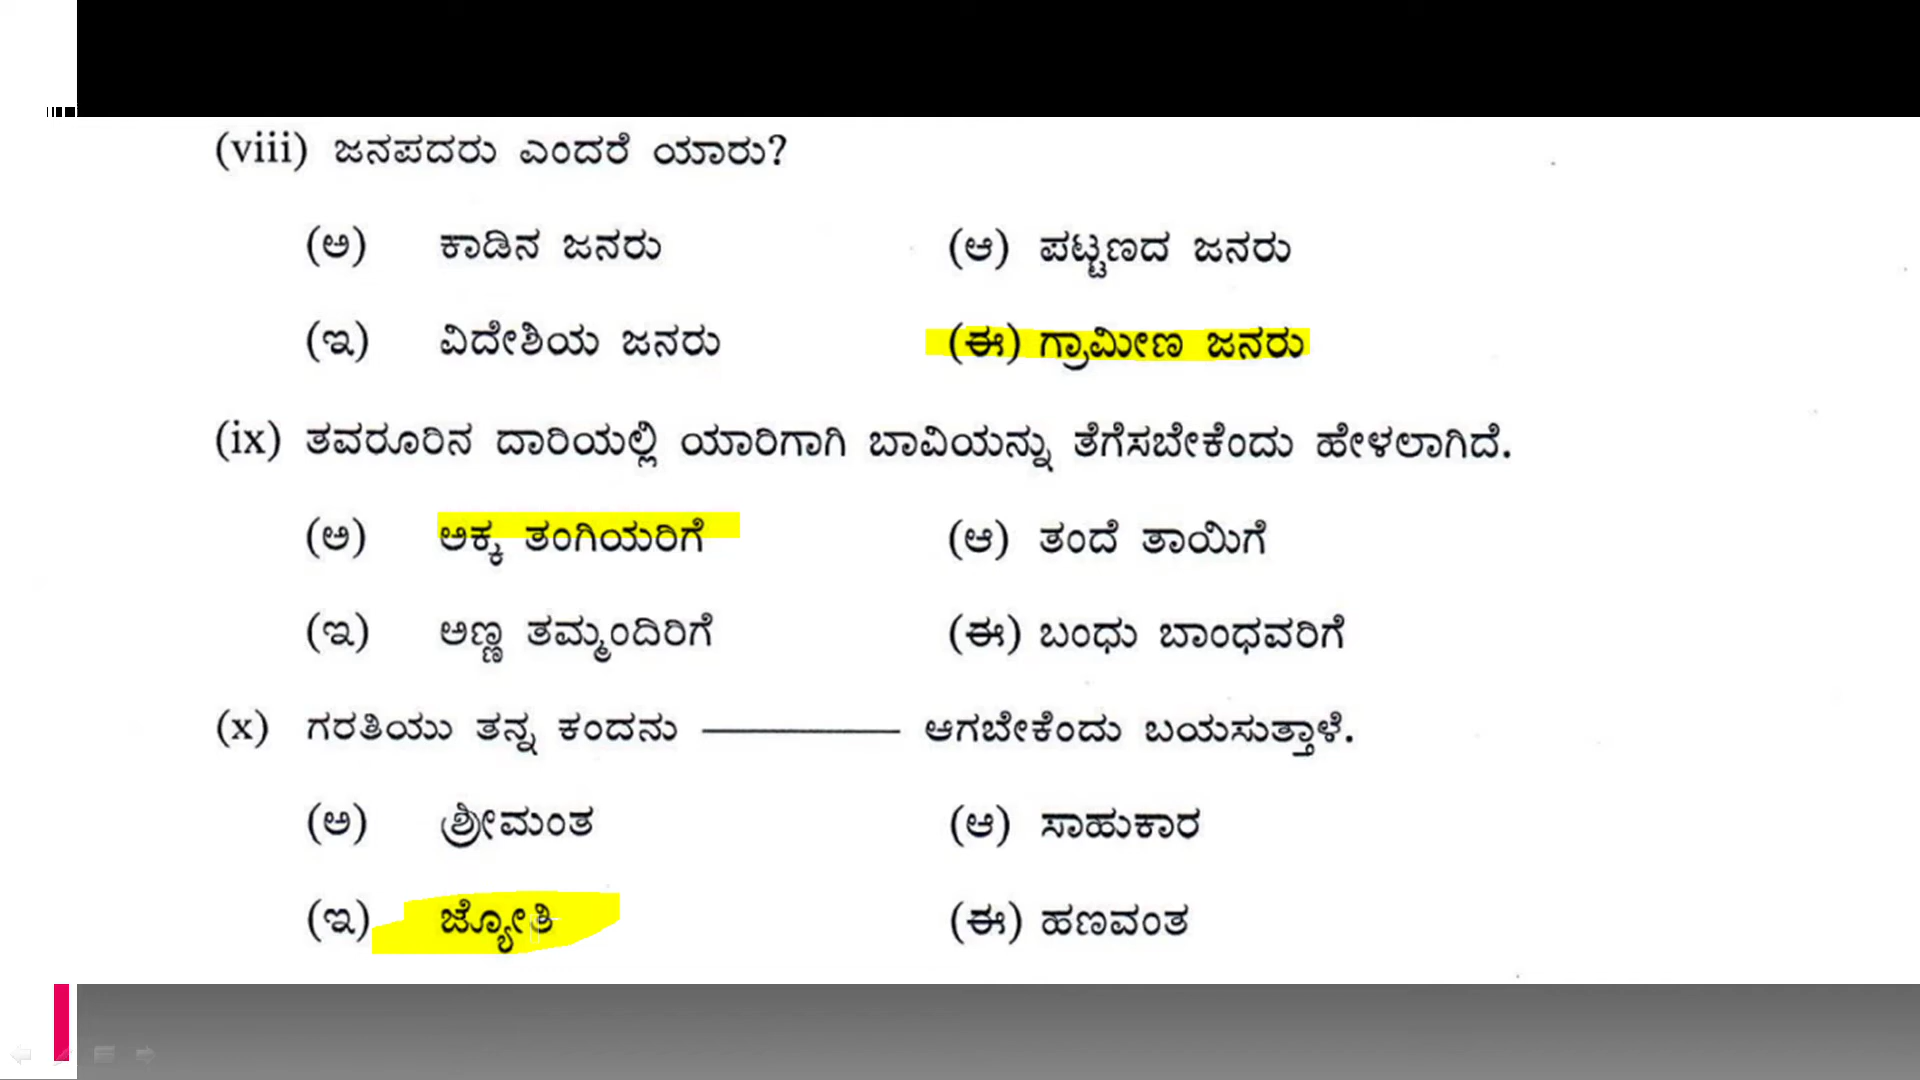 (viii) ಜನಪದರು ಎಂದರೆ ಯಾರು?
(ಅ) ಕಾಡಿನ ಜನರು (ಆ) ಪಟ್ಟಣದ ಜನರು
(ಇ) ವಿದೇಶಿಯ ಜನರು (ಈ) ಗ್ರಾಮೀಣ ಜನರು
(ix) ತವರೂರಿನ ದಾರಿಯಲ್ಲಿ ಯಾರಿಗಾಗಿ ಬಾವಿಯನ್ನು ತೆಗೆಸಬೇಕೆಂದು ಹೇಳಲಾಗಿದೆ.
(ಅ) ಅಕ್ಕ ತಂಗಿಯರಿಗೆ (ಆ) ತಂದೆ ತಾಯಿಗೆ
(ಇ) ಅಣ್ಣ ತಮ್ಮಂದಿರಿಗೆ (ಈ) ಬಂಧು ಬಾಂಧವರಿಗೆ
(x) ಗರತಿಯು ತನ್ನ ಕಂದನು ———— ಆಗಬೇಕೆಂದು ಬಯಸುತ್ತಾಳೆ.
(ಅ) ಶ್ರೀಮಂತ (ಆ) ಸಾಹುಕಾರ
(ಇ) ಜ್ಯೋತಿ (ಈ) ಹಣವಂತ